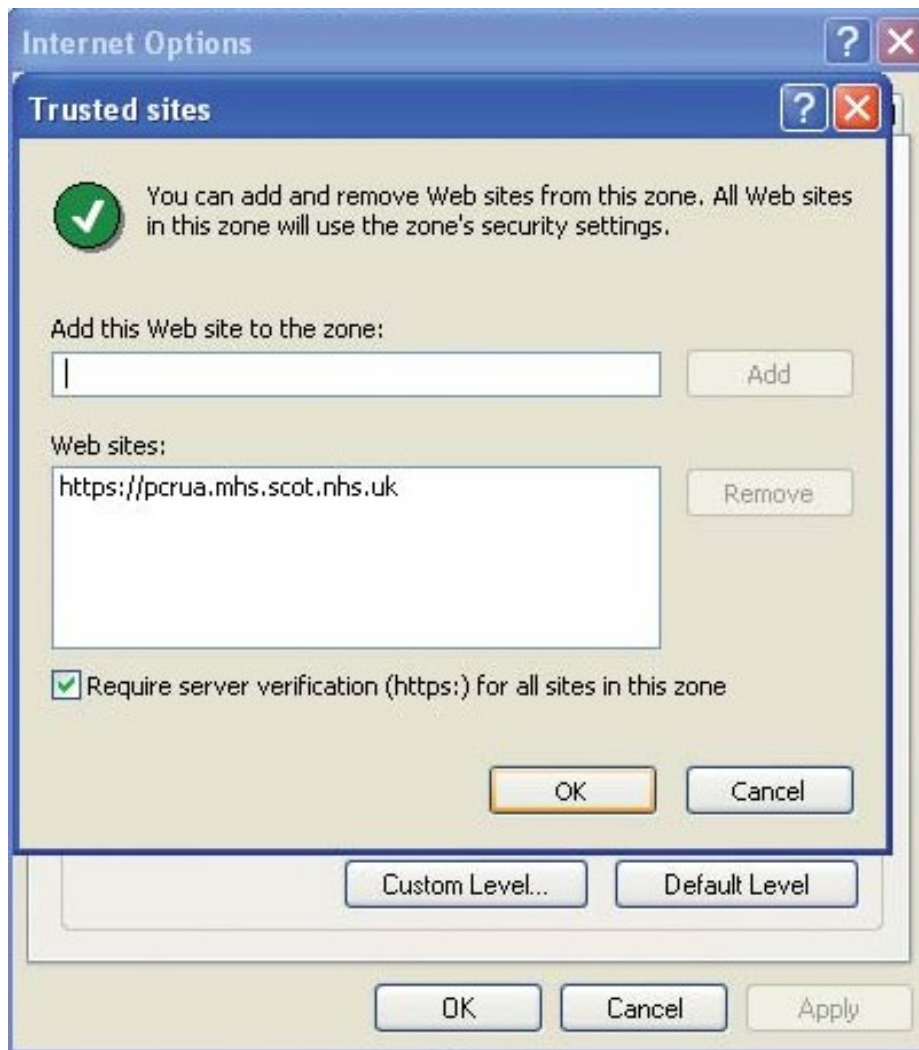 Internet Options
Trusted sites
You can add and remove Web sites from this zone. All Web sites
in this zone will use the zone's security settings.
Add this Web site to the zone:
Add
Web sites:
https://pcrua.mhs.scot.nhs.uk
Remove
Require server verification (https:) for all sites in this zone
OK
Cancel
Custom Level...
Default Level
OK
Cancel
Apply